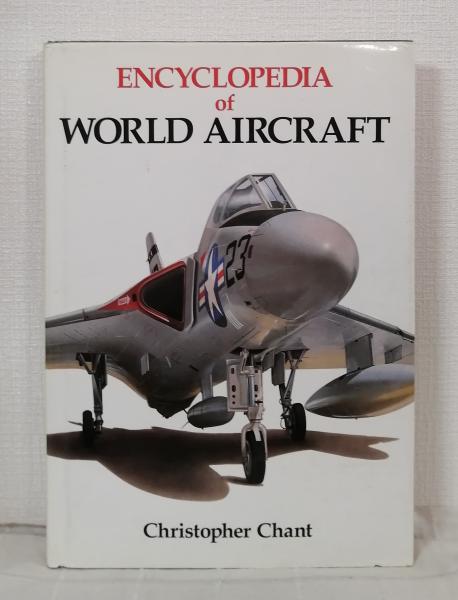 ENCYCLOPEDIA
of
WORLD AIRCRAFT
23
Christopher Chant